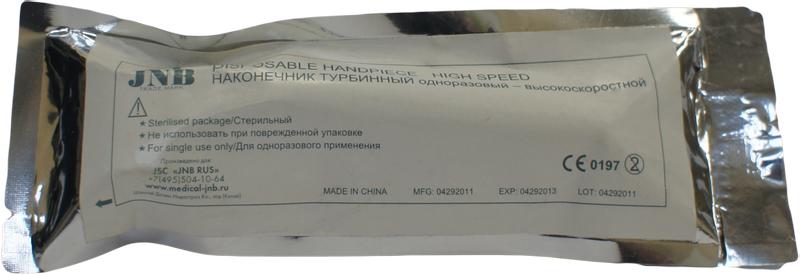 JNB
TRADE MARK
DISPOSABLE HANDPIECE HIGH SPEED
НАКОНЕЧНИК ТУРБИННЫЙ одноразовый – высокоскоростной
Sterilised package/Стерильный
Не использовать при поврежденной упаковке
For single use only/Для одноразового применения
Произведено для:
JSC «JNB RUS»
+7(495)504-10-64
www.medical-jnb.ru
MADE IN CHINA MFG: 04292011 EXP: 04292013 LOT: 04292011
CE 0197 2